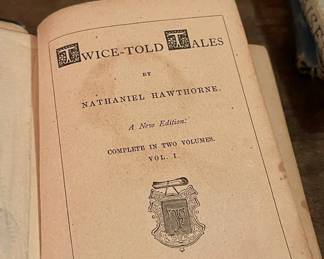 TWICE-TOLD TALES
BY
NATHANIEL HAWTHORNE.
A New Edition.
COMPLETE IN TWO VOLUMES.
VOL. I.